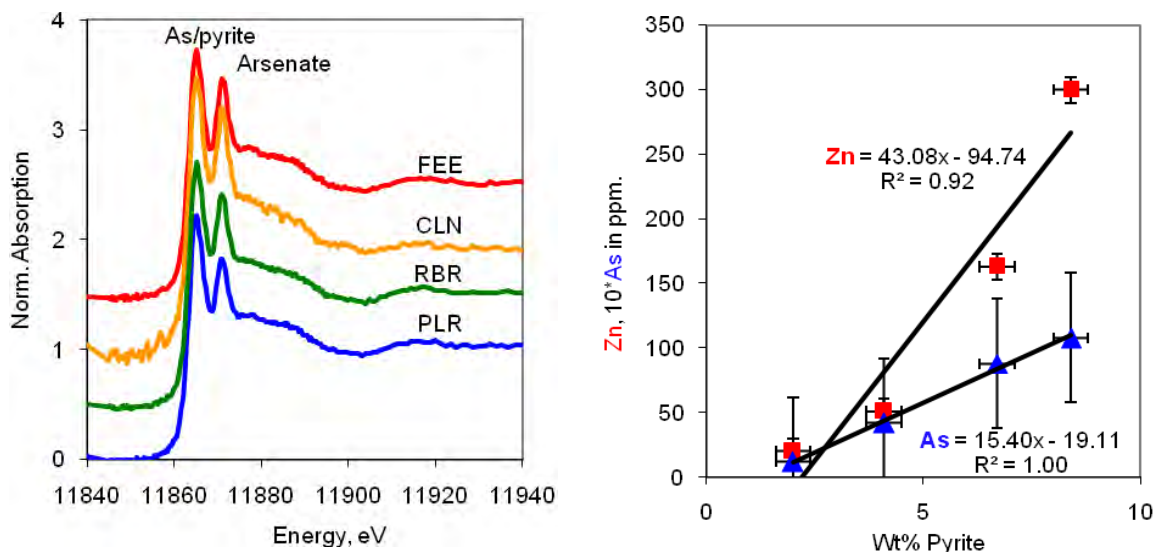 4
3
2
1
0
Norm. Absorption
As/pyrite
Arsenate
FEE
CLN
RBR
PLR
11840 11860 11880 11900 11920 11940
Energy, eV
350
300
250
200
150
100
50
0
Zn, 10*As in ppm.
Zn = 43.08x - 94.74
R² = 0.92
As = 15.40x - 19.11
R² = 1.00
0 5 10
Wt% Pyrite